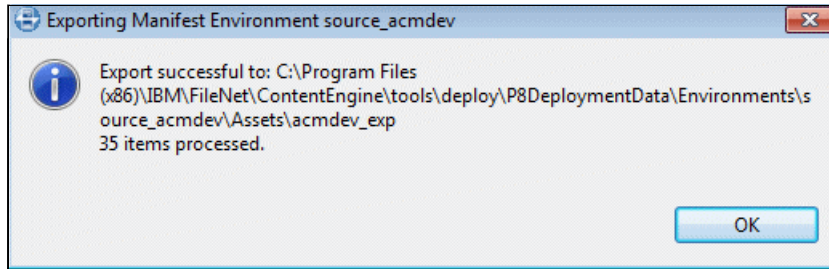 Exporting Manifest Environment source_acmdev
Export successful to: C:\Program Files
(x86)\IBM\FileNet\ContentEngine\tools\deploy\P8DeploymentData\Environments\s
ource_acmdev\Assets\acmdev_exp
35 items processed.
OK